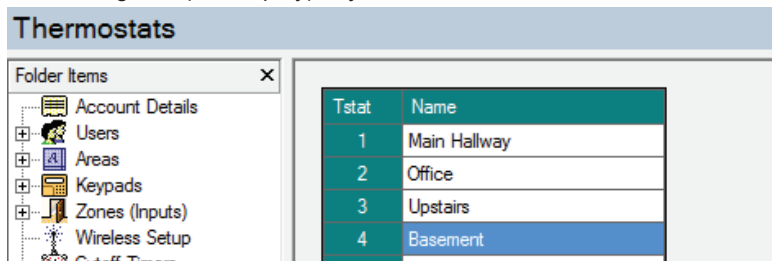 Thermostats
Folder Items X
Account Details
Users
Areas
Keypads
Zones (Inputs)
Wireless Setup
Tstat Name
1 Main Hallway
2 Office
3 Upstairs
4 Basement